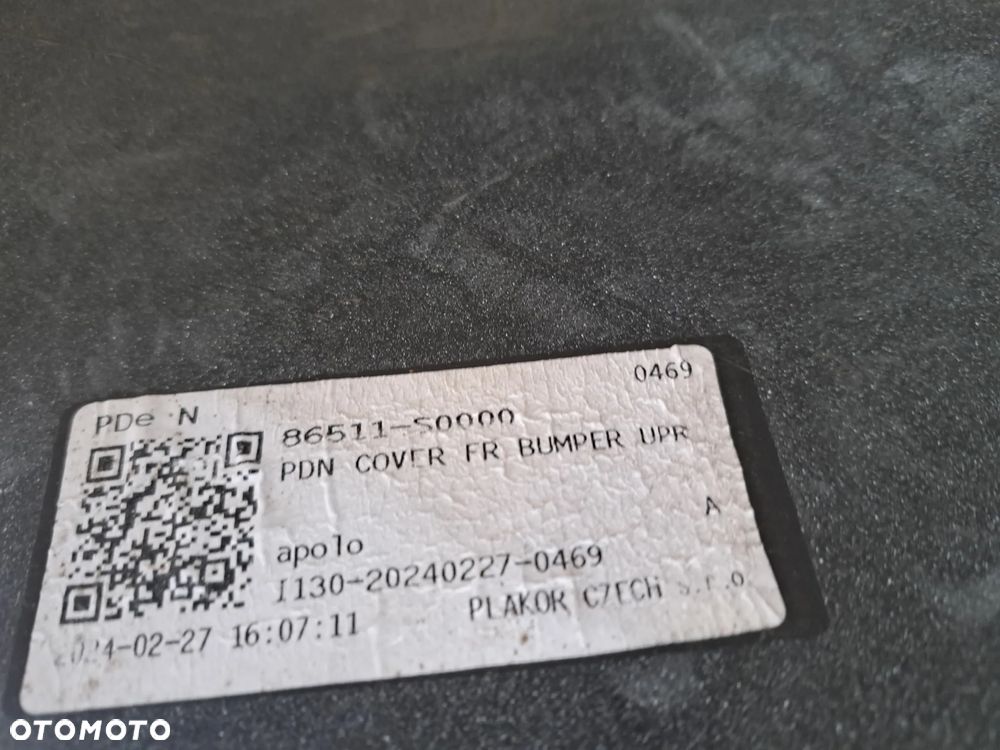 0469
PDe N
86511-S0000
PDN COVER FR BUMPER UPR
A
apolo
I130-20240227-0469
PLAKOR CZECH s.r.o
2024-02-27 16:07:11
OTOMOTO